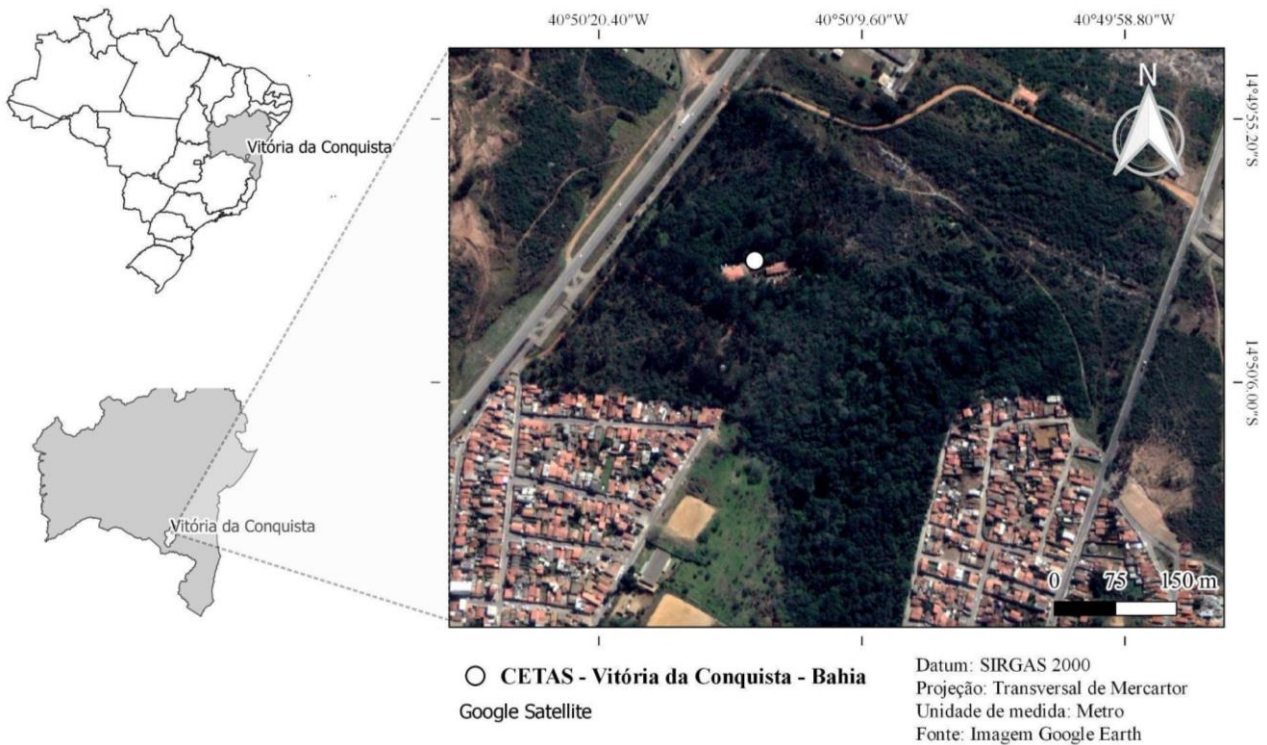 40°50'20.40"W 40°50'9.60"W 40°49'58.80"W
N
14°49'55.20"S
Vitória da Conquista
14°50'6.00"S
Vitória da Conquista
0 75 150 m
CETAS - Vitória da Conquista - Bahia
Google Satellite
Datum: SIRGAS 2000
Projeção: Transversal de Mercartor
Unidade de medida: Metro
Fonte: Imagem Google Earth